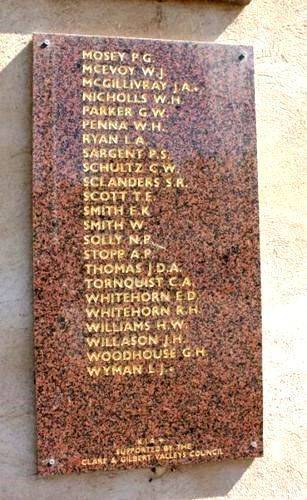 MOSEY P.G.
MCEVOY W.J.
MCGILLIVRAY J.A.★
NICHOLLS W.H.
PARKER G.W.
PENNA W.H.
RYAN L.A.
SARGENT P.S.
SCHULTZ C.W.
SCLANDERS S.R.
SCOTT T.E.
SMITH E.K.
SMITH W.
SOLLY N.P.
STOPP A.P.
THOMAS J.D.A.
TORNQUIST C.A.
WHITEHORN E.D.
WHITEHORN R.H.
WILLIAMS H.W.
WILLASON J.H.
WOODHOUSE G.H.
WYMAN L.J.★
K.I.A ★
SUPPORTED BY THE
CLARE & GILBERT VALLEYS COUNCIL